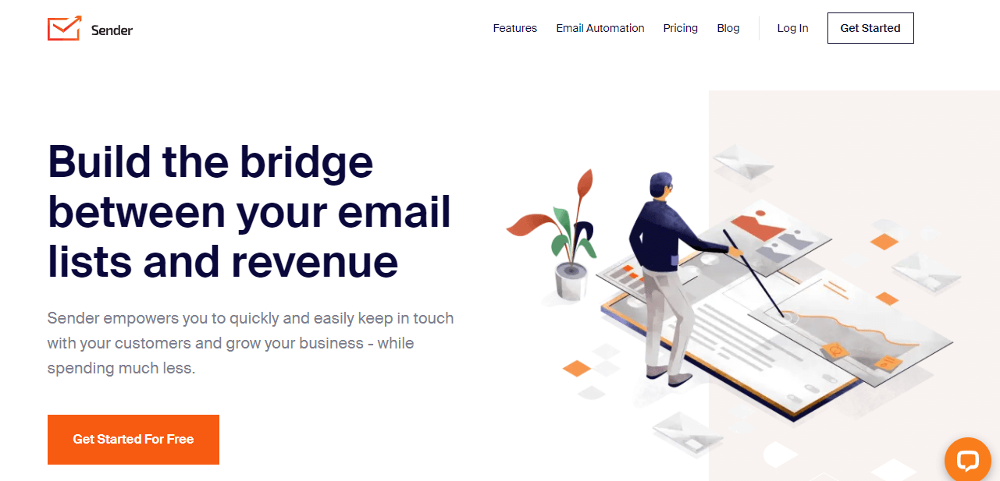 Sender
Features Email Automation Pricing Blog Log In Get Started
Build the bridge
between your email
lists and revenue
Sender empowers you to quickly and easily keep in touch
with your customers and grow your business - while
spending much less.
Get Started For Free